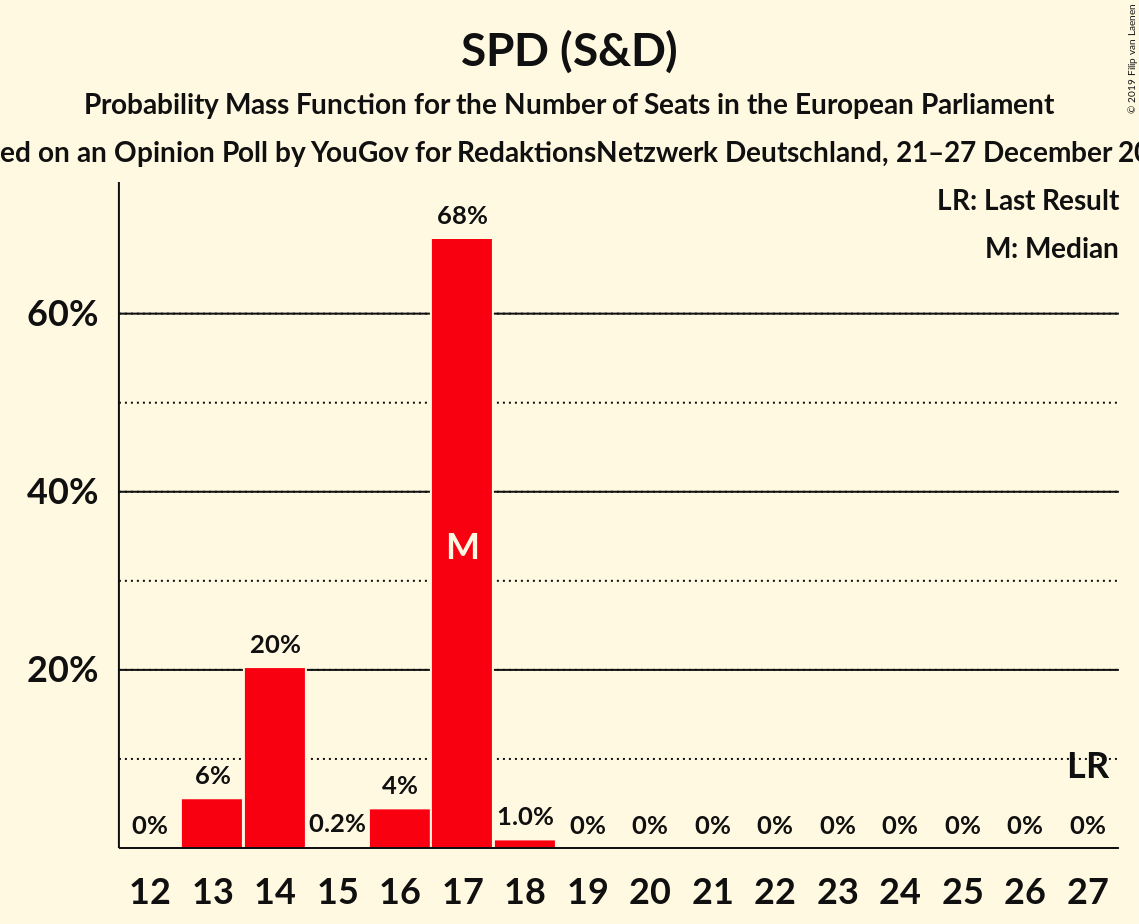 © 2019 Filip van Laenen
SPD (S&D)
Probability Mass Function for the Number of Seats in the European Parliament
ed on an Opinion Poll by YouGov for RedaktionsNetzwerk Deutschland, 21–27 December 20
LR: Last Result
M: Median
68%
60%
40%
M
20%
20%
LR
6%
4%
0%
0.2%
1.0%
0% 0% 0% 0% 0% 0% 0% 0% 0%
12 13 14 15 16 17 18 19 20 21 22 23 24 25 26 27